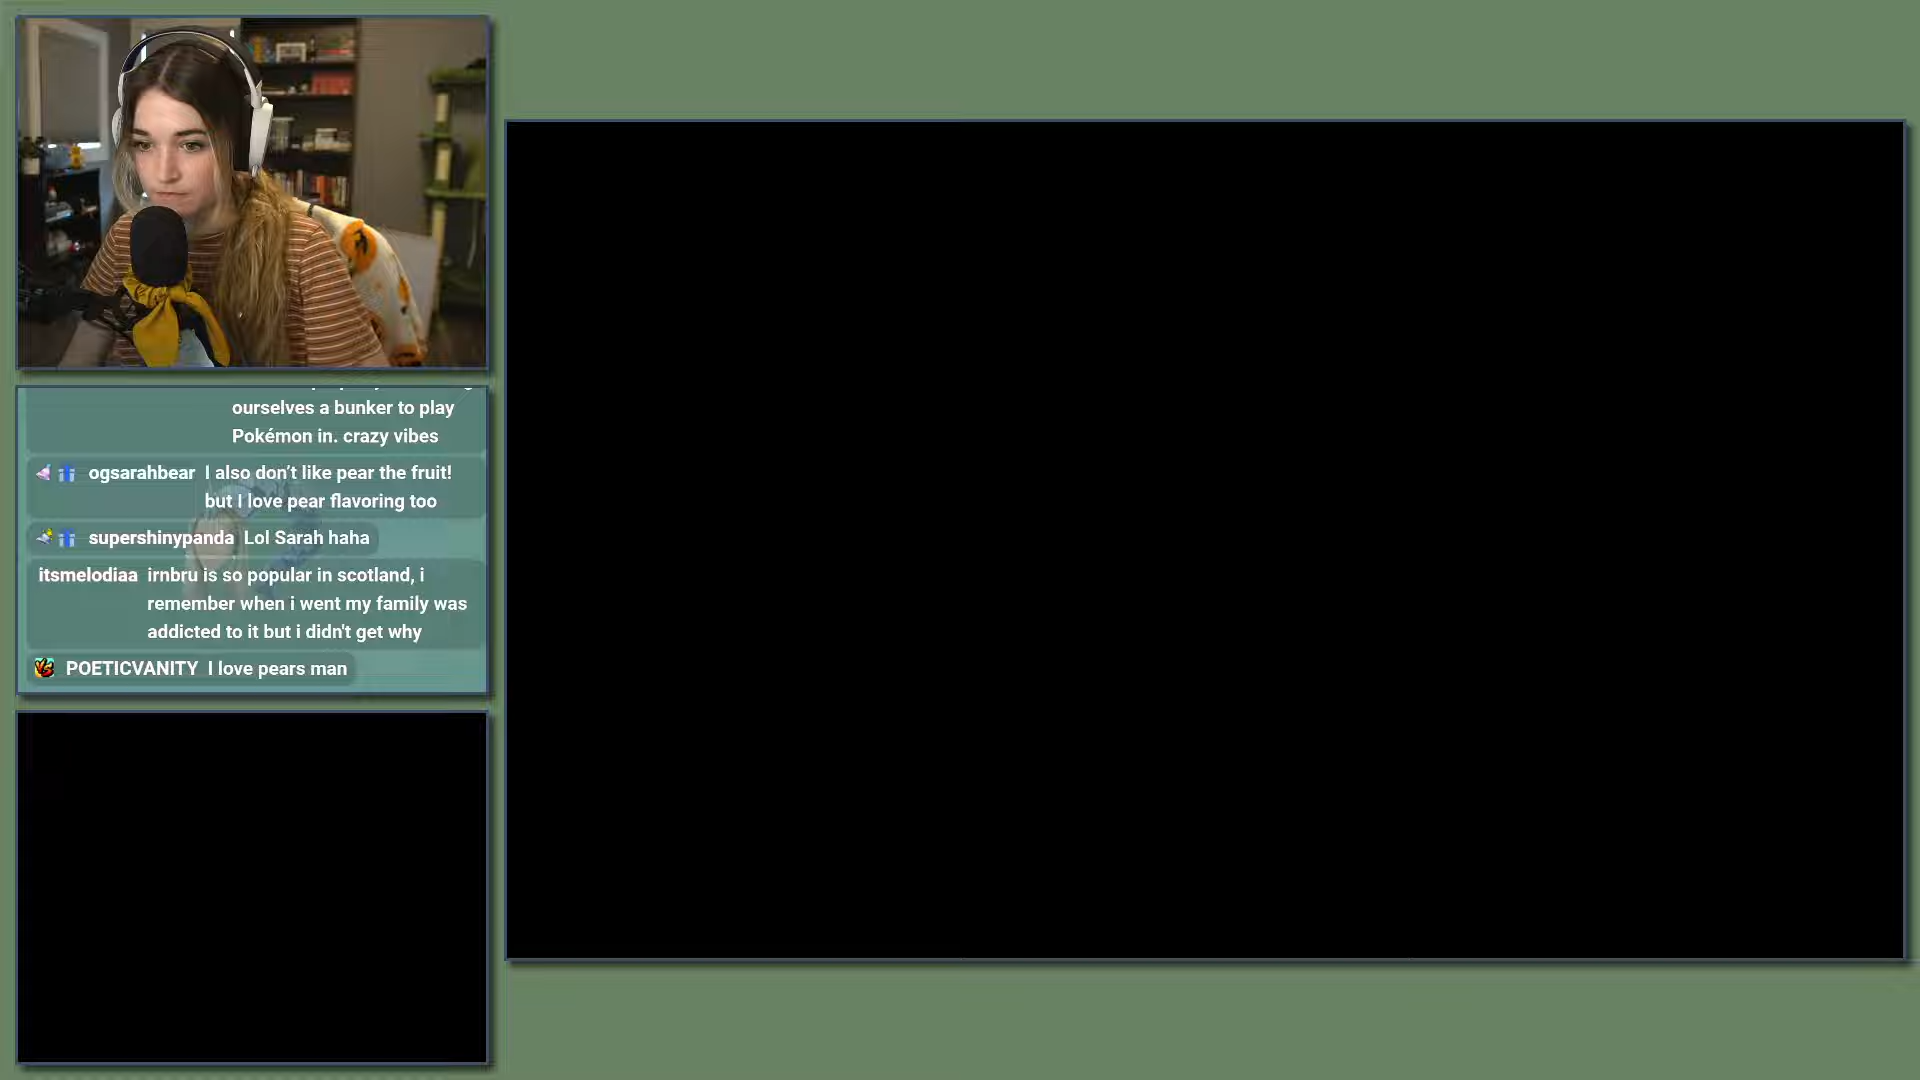 ourselves a bunker to play
Pokémon in. crazy vibes
ogsarahbear I also don’t like pear the fruit!
but I love pear flavoring too
supershinypanda Lol Sarah haha
itsmelodiaa irnbru is so popular in scotland, i
remember when i went my family was
addicted to it but i didn't get why
POETICVANITY I love pears man